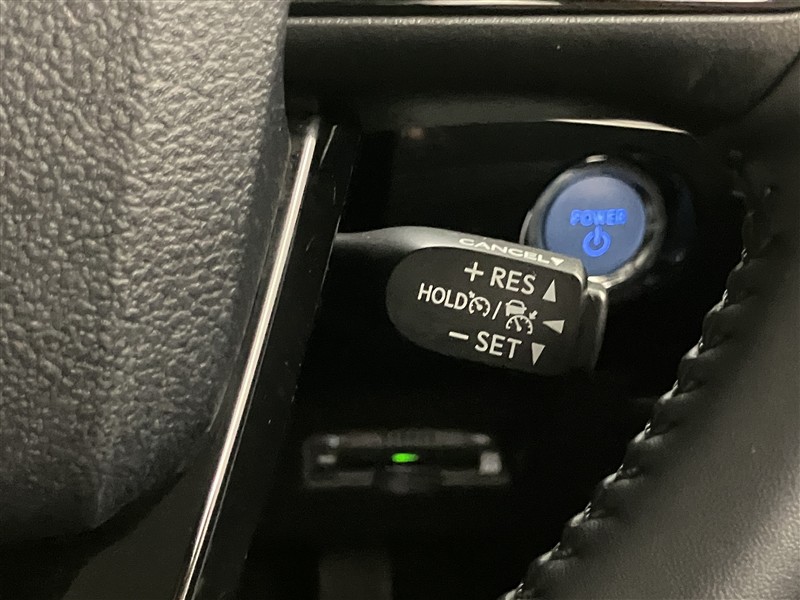 POWER
CANCEL▼
+ RES ▲
HOLD /
− SET ▼